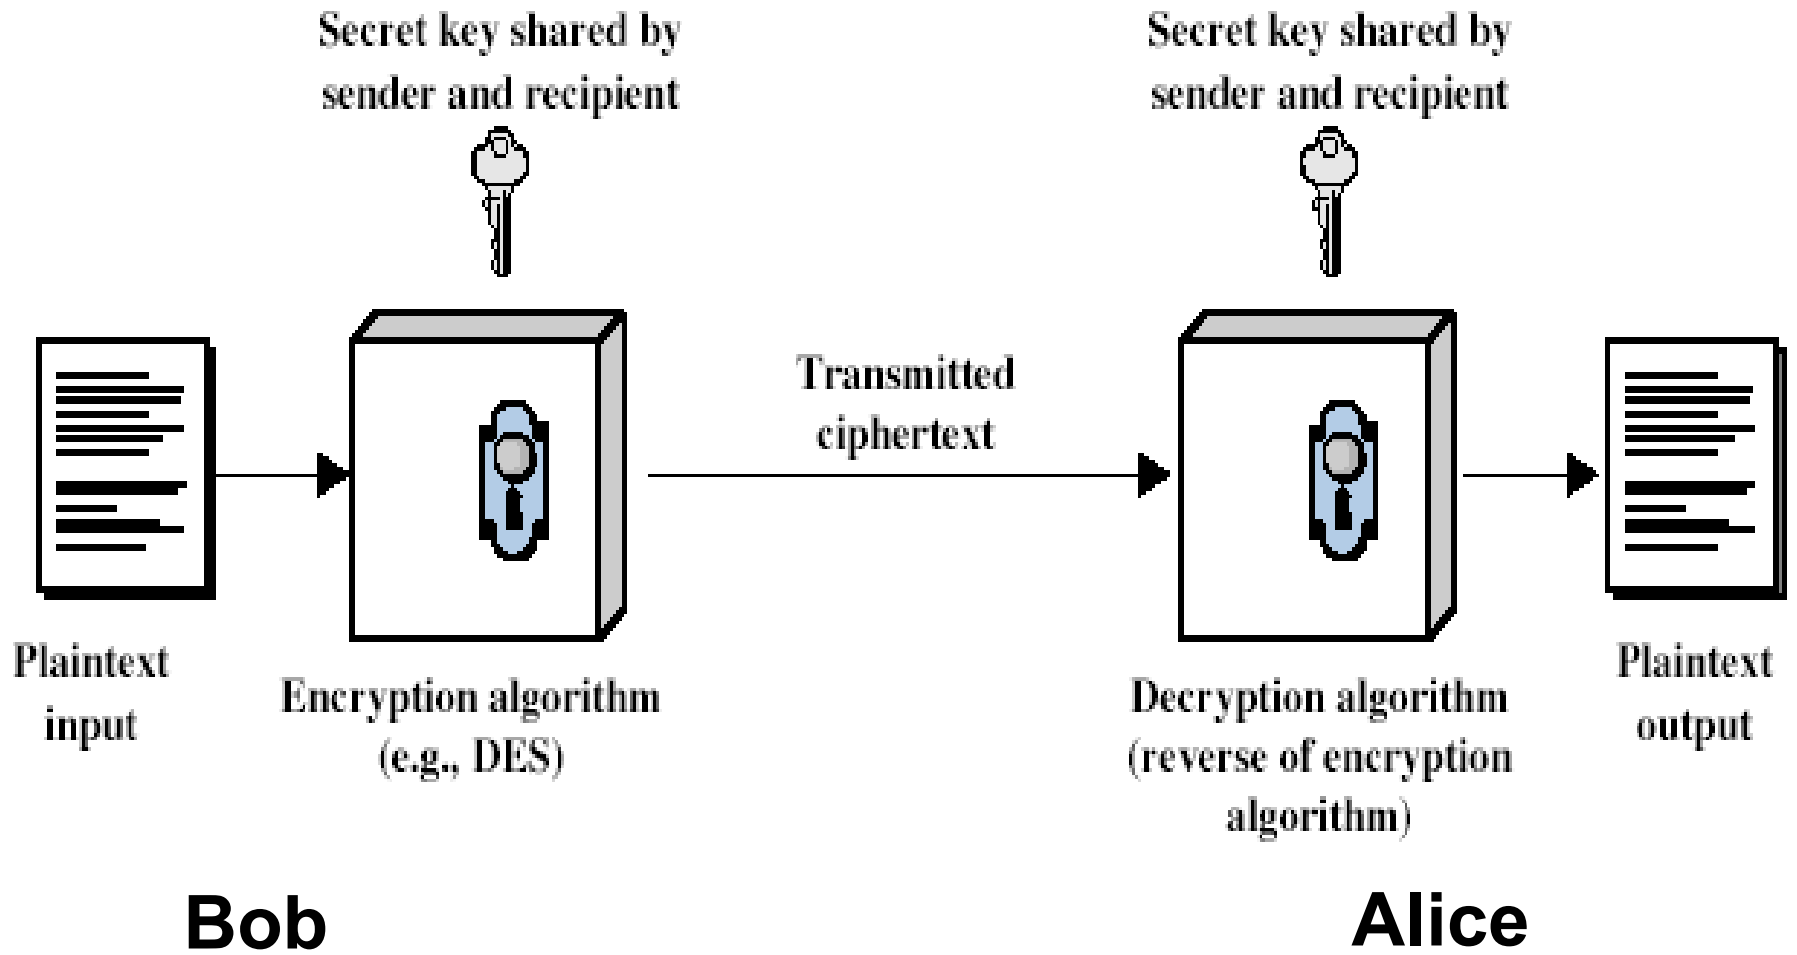 Secret key shared by
sender and recipient
Secret key shared by
sender and recipient
Transmitted
ciphertext
Plaintext
input
Encryption algorithm
(e.g., DES)
Decryption algorithm
(reverse of encryption
algorithm)
Plaintext
output
Bob
Alice